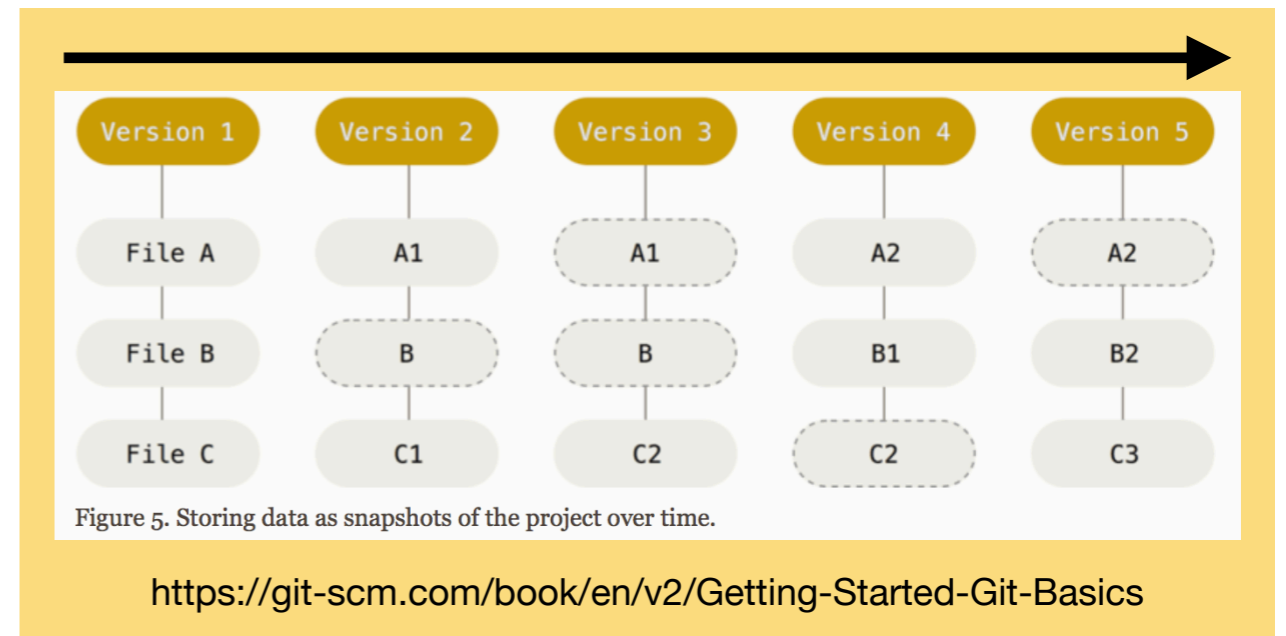 Version 1 Version 2 Version 3 Version 4 Version 5
File A A1 A1 A2 A2
File B B B B1 B2
File C C1 C2 C2 C3
Figure 5. Storing data as snapshots of the project over time.
https://git-scm.com/book/en/v2/Getting-Started-Git-Basics